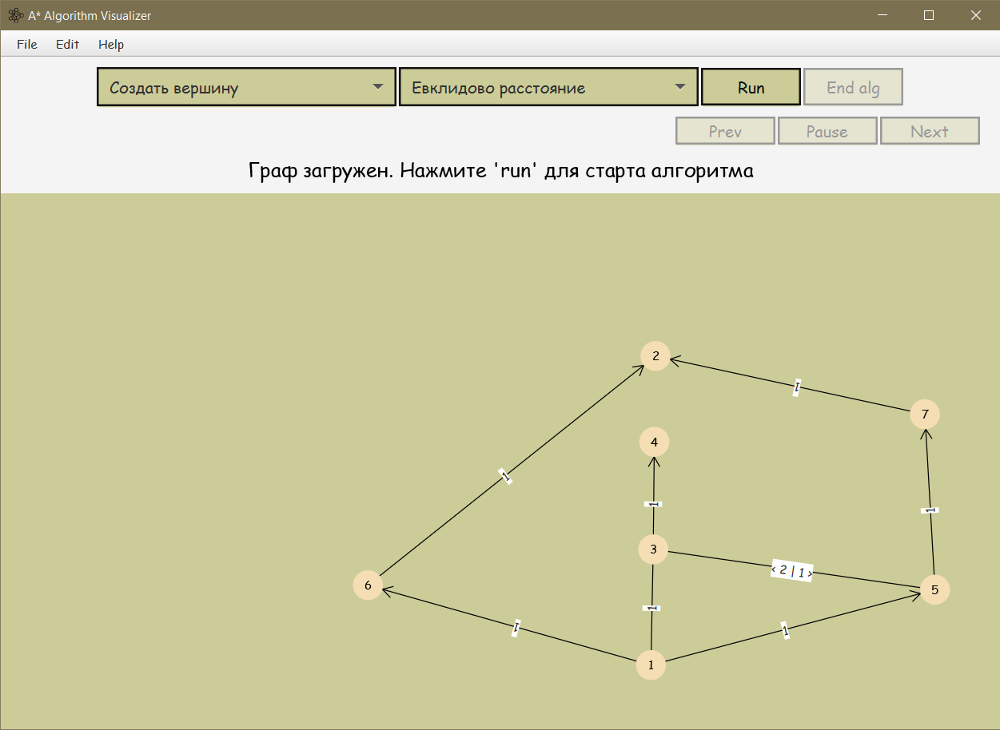 A* Algorithm Visualizer
File Edit Help
Создать вершину Евклидово расстояние Run End alg
Prev Pause Next
Граф загружен. Нажмите 'run' для старта алгоритма
2
1
7
4
1
1
1
3
< 2 | 1 >
6
5
1
1
1
1